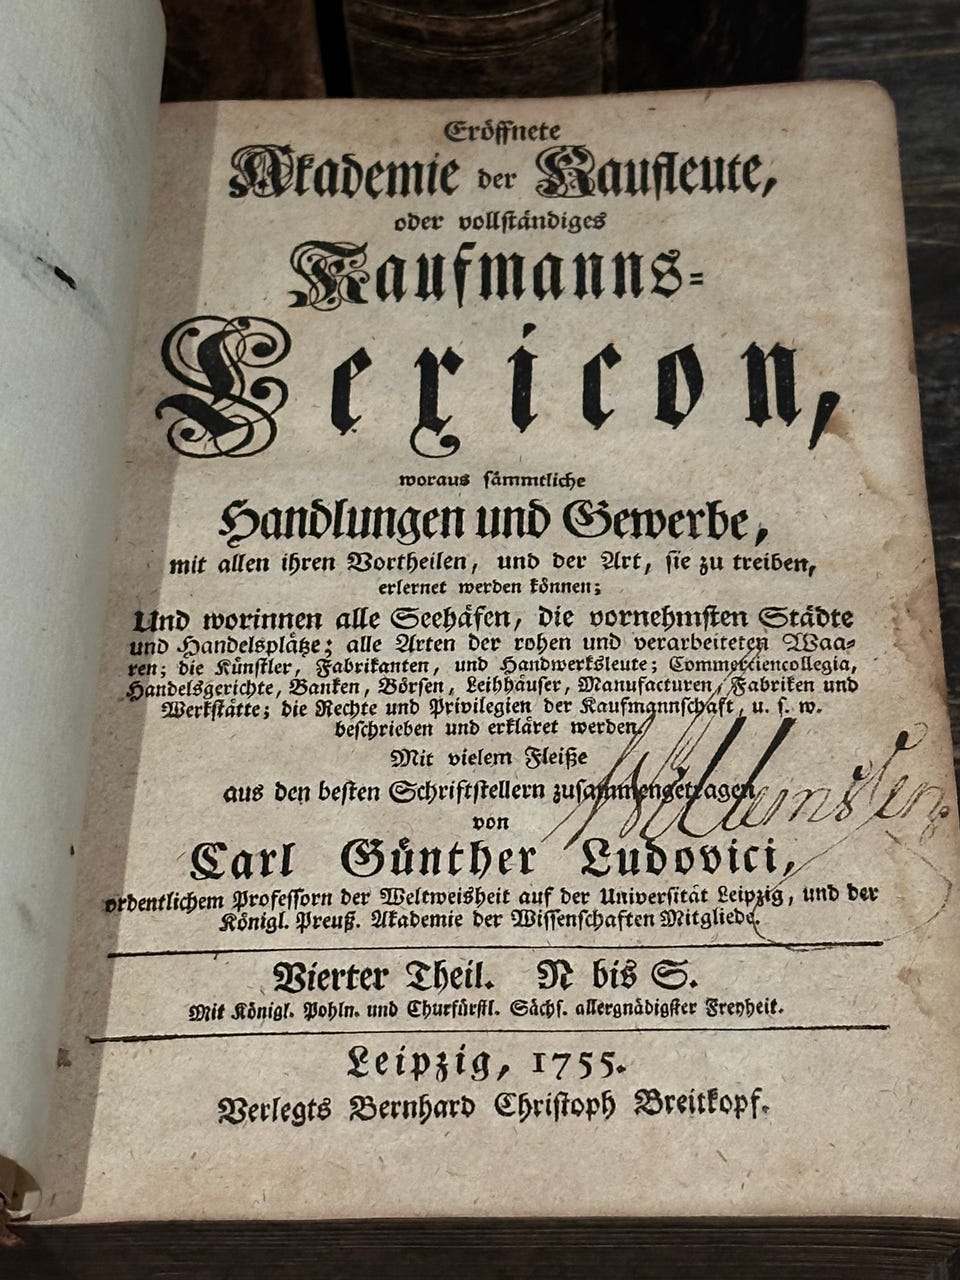 Eröffnete
Akademie der Kaufleute,
oder vollständiges
Kaufmanns-
Lexicon,
woraus sämmtliche
Handlungen und Gewerbe,
mit allen ihren Vortheilen, und der Art, sie zu treiben,
erlernet werden können;
Und worinnen alle Seehäfen, die vornehmsten Städte
und Handelsplätze; alle Arten der rohen und verarbeiteten Waa-
ren; die Künstler, Fabrikanten, und Handwerksleute; Commerciencollegia,
Handelsgerichte, Banken, Börsen, Leihhäuser, Manufacturen, Fabriken und
Werkstätte; die Rechte und Privilegien der Kaufmannschaft, u. s. w.
beschrieben und erkläret werden.
Mit vielem Fleiße
aus den besten Schriftstellern zusammengetragen
von
Carl Günther Ludovici,
ordentlichem Professorn der Weltweisheit auf der Universität Leipzig, und der
Königl. Preuß. Akademie der Wissenschaften Mitgliede.
Vierter Theil. N bis S.
Mit Königl. Pohln. und Churfürstl. Sächs. allergnädigster Freyheit.
Leipzig, 1755.
Verlegts Bernhard Christoph Breitkopf.